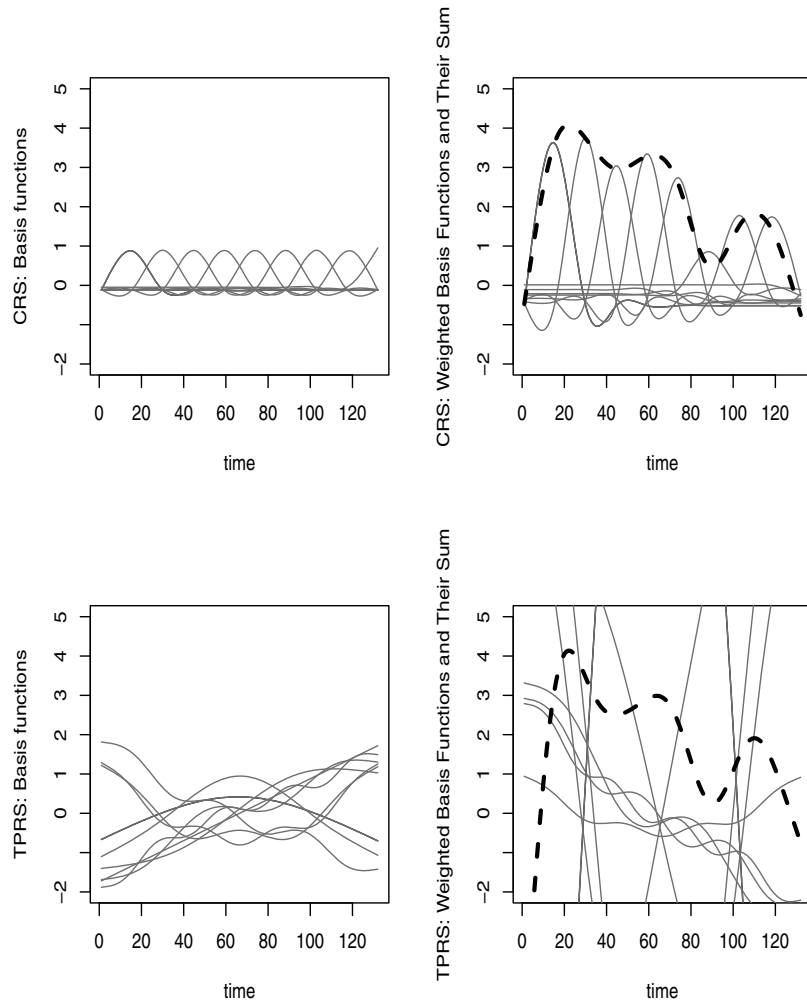 CRS: Basis functions
5
4
3
2
1
0
−2
0 20 40 60 80 100 120
time
CRS: Weighted Basis Functions and Their Sum
5
4
3
2
1
0
−2
0 20 40 60 80 100 120
time
TPRS: Basis functions
5
4
3
2
1
0
−2
0 20 40 60 80 100 120
time
TPRS: Weighted Basis Functions and Their Sum
5
4
3
2
1
0
−2
0 20 40 60 80 100 120
time